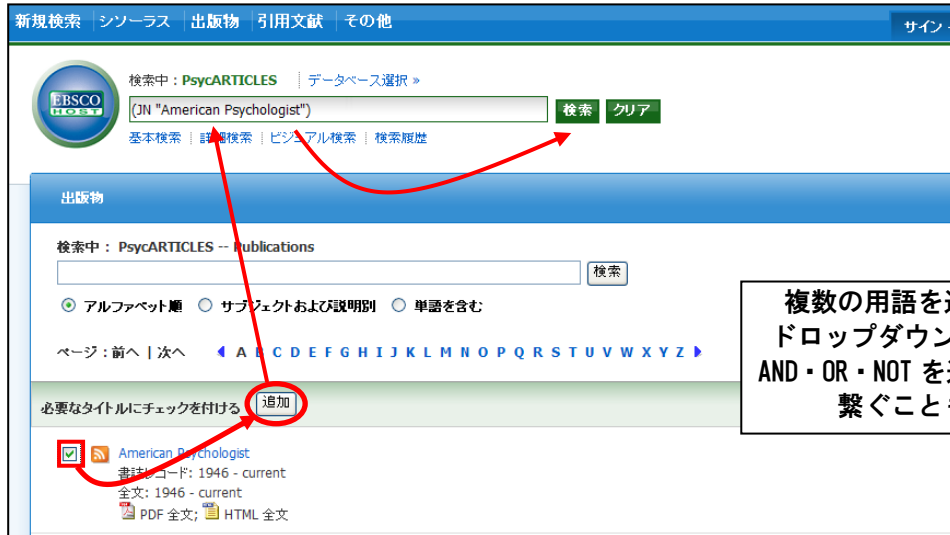 新規検索 シソーラス 出版物 引用文献 その他
サイン
EBSCO
HOST
検索中：PsycARTICLES データベース選択 »
(JN "American Psychologist")
検索 クリア
基本検索 詳細検索 ビジュアル検索 検索履歴
出版物
検索中： PsycARTICLES -- Publications
検索
アルファベット順 サブジェクトおよび説明別 単語を含む
ページ：前へ | 次へ A B C D E F G H I J K L M N O P Q R S T U V W X Y Z
複数の用語を
ドロップダウン
AND・OR・NOT を
繋ぐこと
必要なタイトルにチェックを付ける 追加
American Psychologist
書誌レコード: 1946 - current
全文: 1946 - current
PDF 全文; HTML 全文